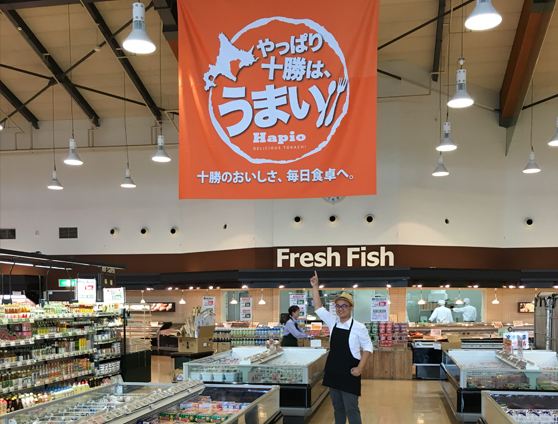 やっぱり
十勝は、
うまい
Hapio
DELICIOUS TOKACHI
十勝のおいしさ、毎日食卓へ。
Fresh Fish